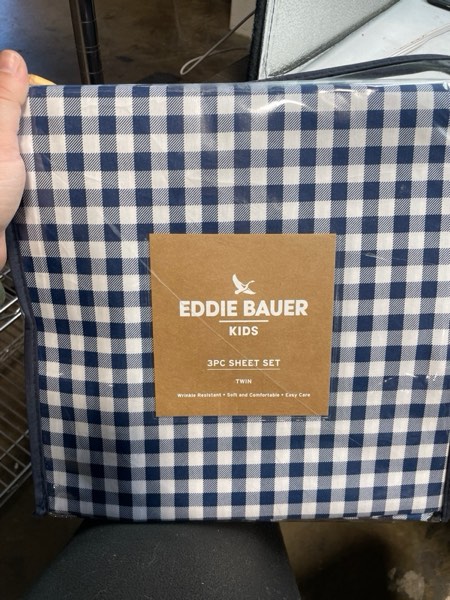 EDDIE BAUER
KIDS
3PC SHEET SET
TWIN
Wrinkle Resistant • Soft and Comfortable • Easy Care